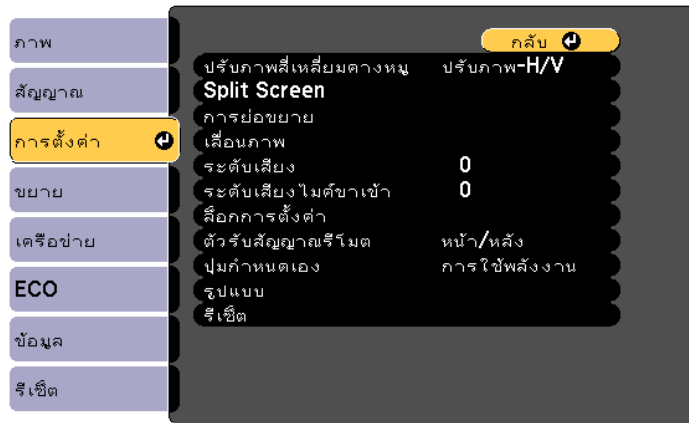 ภาพ
สัญญาณ
การตั้งค่า
ขยาย
เครือข่าย
ECO
ข้อมูล
รีเซ็ต
กลับ
ปรับภาพสี่เหลี่ยมคางหมู ปรับภาพ-H/V
Split Screen
การย่อขยาย
เลื่อนภาพ
ระดับเสียง 0
ระดับเสียงไมค์ขาเข้า 0
ล็อกการตั้งค่า
ตัวรับสัญญาณรีโมต หน้า/หลัง
ปุ่มกำหนดเอง การใช้พลังงาน
รูปแบบ
รีเซ็ต